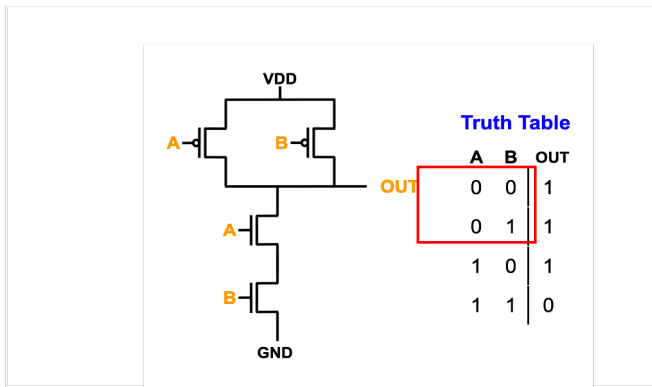 VDD
A
B
OUT
A
B
GND
Truth Table
A B OUT
0 0 1
0 1 1
1 0 1
1 1 0